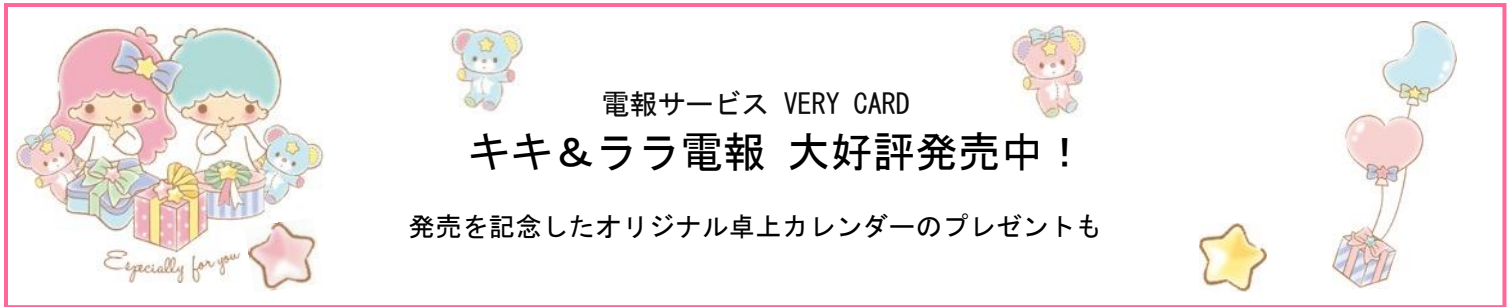 電報サービス VERY CARD
キキ＆ララ電報 大好評発売中！
発売を記念したオリジナル卓上カレンダーのプレゼントも
Especially for you